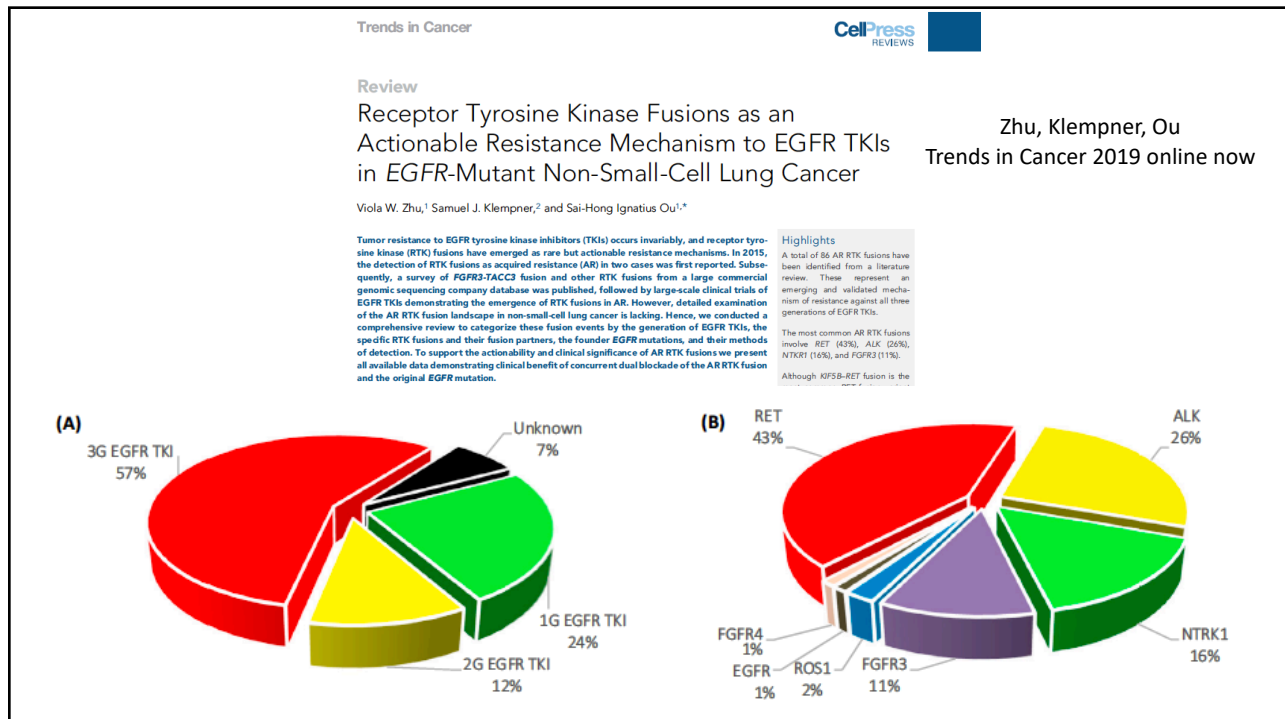 Trends in Cancer
CellPress
REVIEWS
Review
Receptor Tyrosine Kinase Fusions as an
Actionable Resistance Mechanism to EGFR TKIs
in EGFR-Mutant Non-Small-Cell Lung Cancer
Viola W. Zhu,¹ Samuel J. Klempner,² and Sai-Hong Ignatius Ou¹,*
Zhu, Klempner, Ou
Trends in Cancer 2019 online now
Tumor resistance to EGFR tyrosine kinase inhibitors (TKIs) occurs invariably, and receptor tyro-
sine kinase (RTK) fusions have emerged as rare but actionable resistance mechanisms. In 2015,
the detection of RTK fusions as acquired resistance (AR) in two cases was first reported. Subse-
quently, a survey of FGFR3-TACC3 fusion and other RTK fusions from a large commercial
genomic sequencing company database was published, followed by large-scale clinical trials of
EGFR TKIs demonstrating the emergence of RTK fusions in AR. However, detailed examination
of the AR RTK fusion landscape in non-small-cell lung cancer is lacking. Hence, we conducted a
comprehensive review to categorize these fusion events by the generation of EGFR TKIs, the
specific RTK fusions and their fusion partners, the founder EGFR mutations, and their methods
of detection. To support the actionability and clinical significance of AR RTK fusions we present
all available data demonstrating clinical benefit of concurrent dual blockade of the AR RTK fusion
and the original EGFR mutation.
Highlights
A total of 86 AR RTK fusions have
been identified from a literature
review. These represent an
emerging and validated mecha-
nism of resistance against all three
generations of EGFR TKIs.
The most common AR RTK fusions
involve RET (43%), ALK (26%),
NTKR1 (16%), and FGFR3 (11%).
Although KIF5B–RET fusion is the
(A)
3G EGFR TKI
57%
Unknown
7%
1G EGFR TKI
24%
2G EGFR TKI
12%
(B)
RET
43%
ALK
26%
NTRK1
16%
FGFR3
11%
ROS1
2%
EGFR
1%
FGFR4
1%